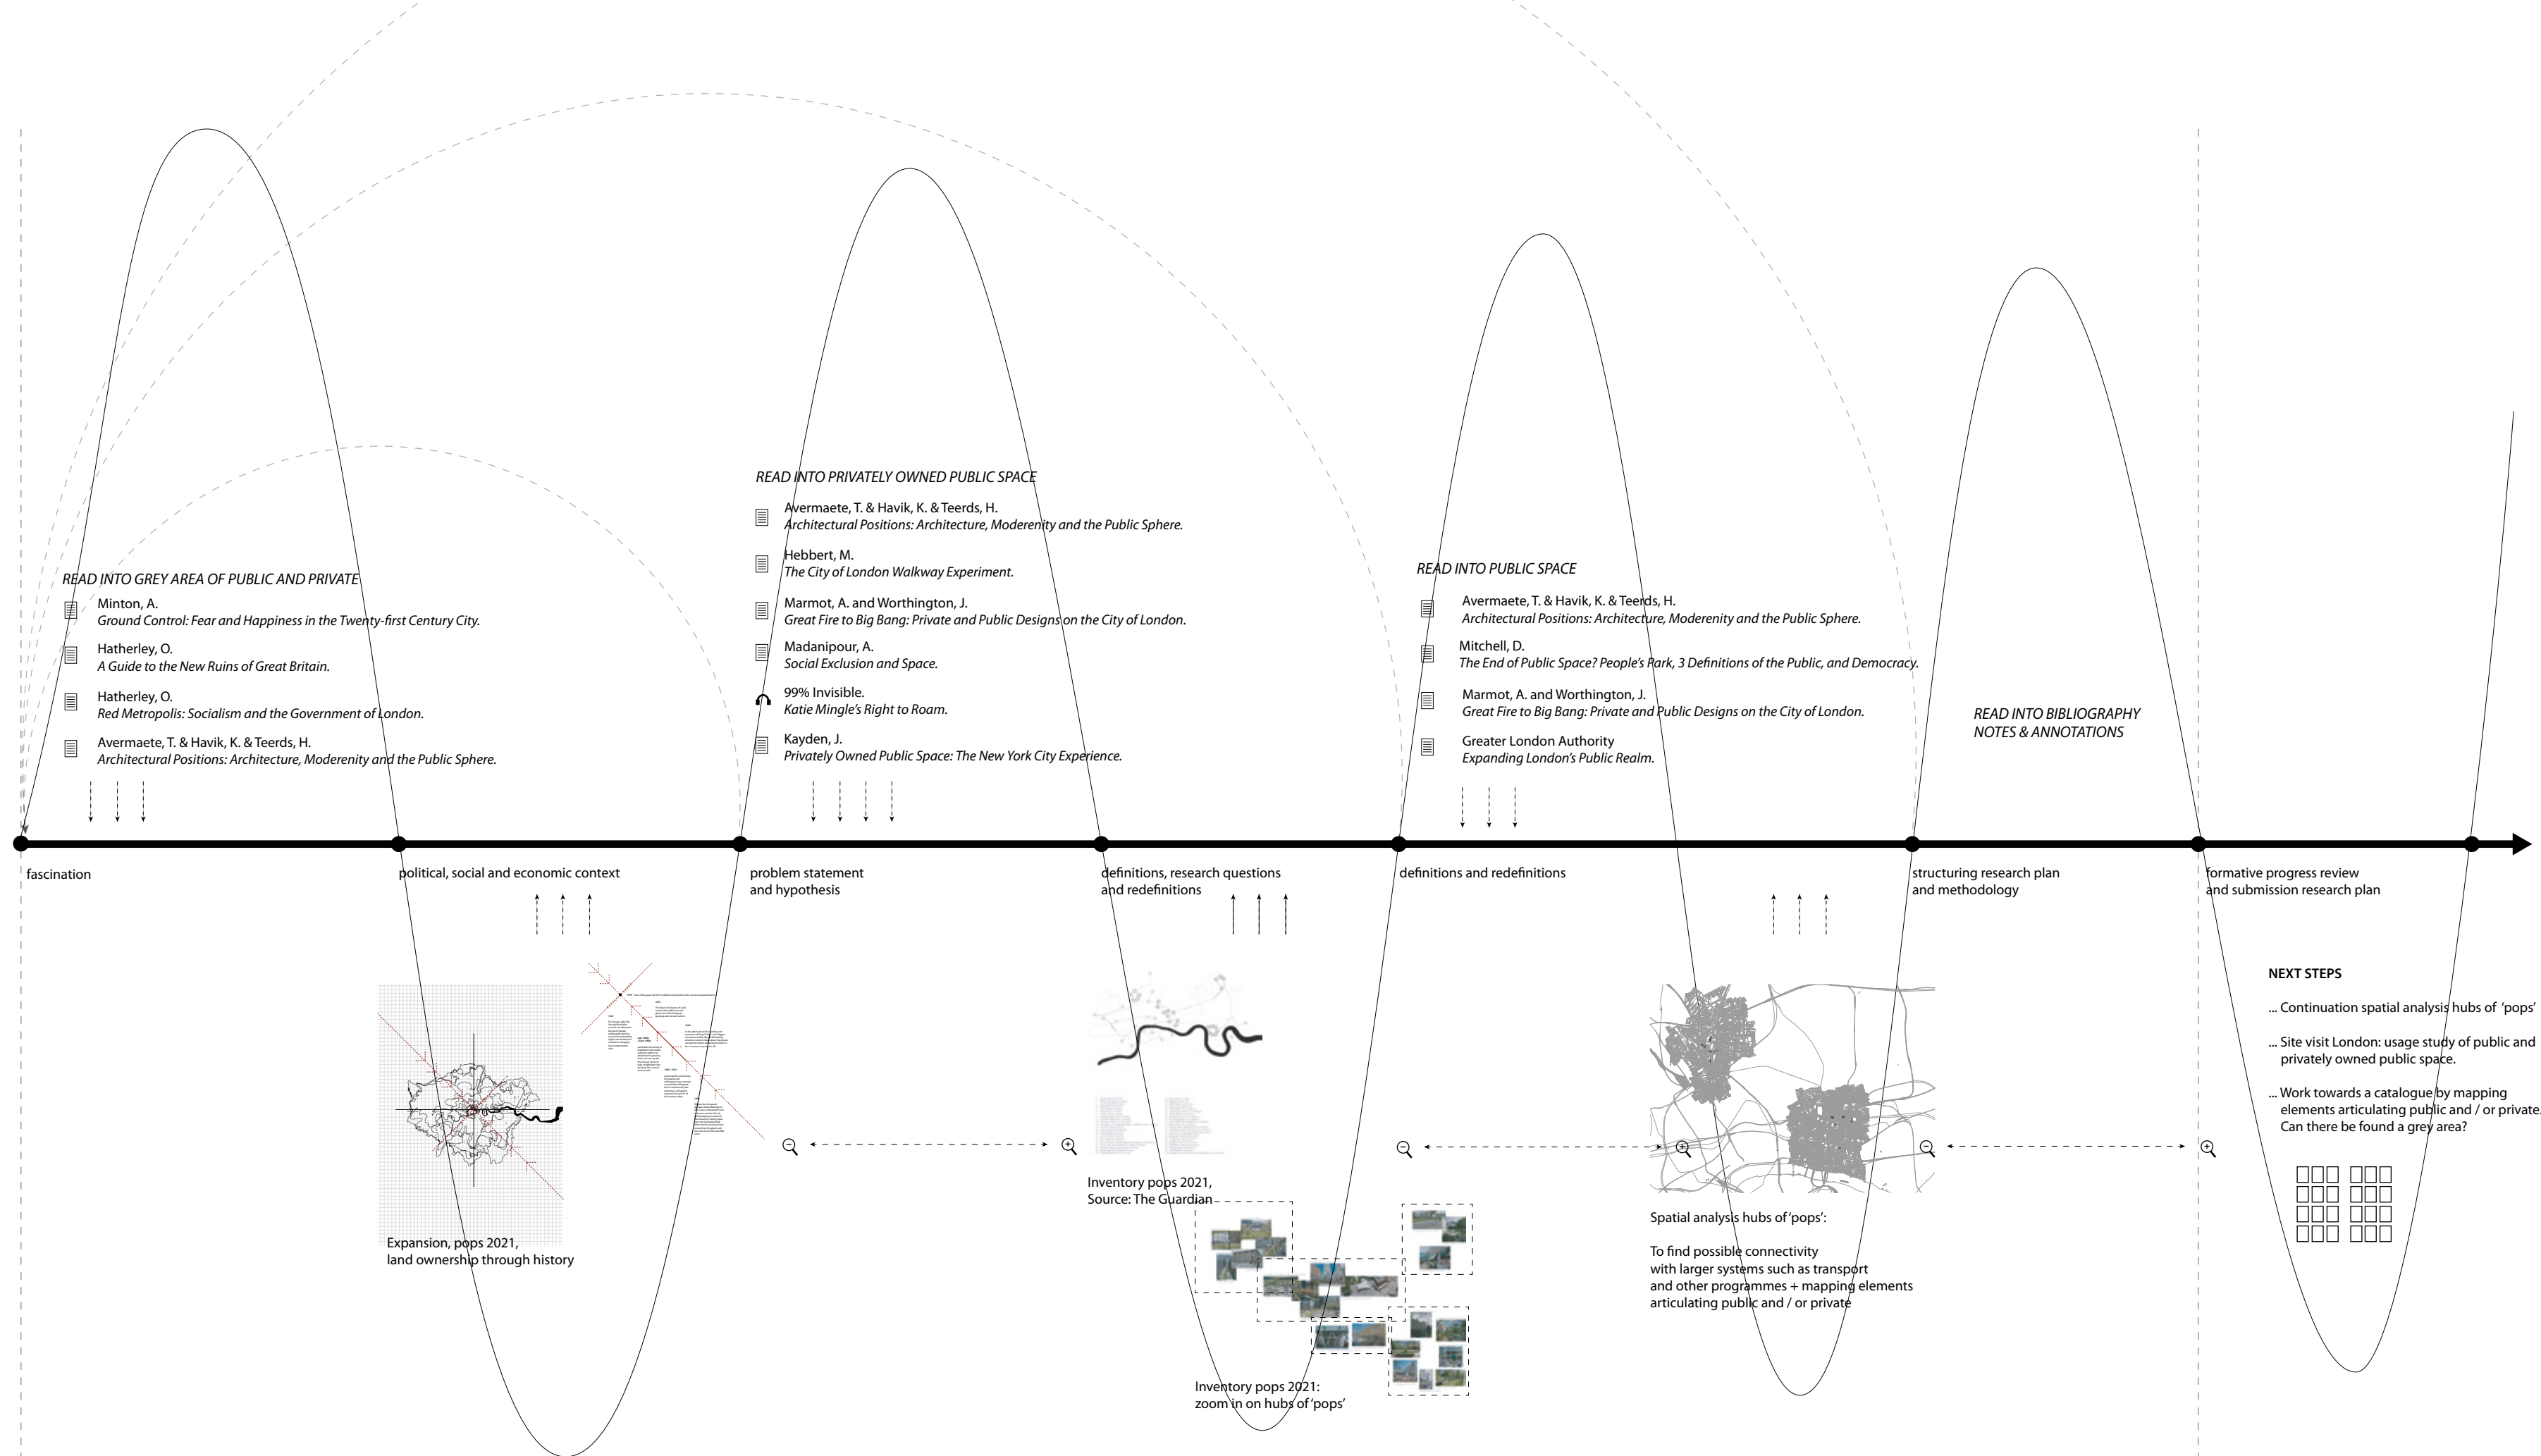 READ INTO GREY AREA OF PUBLIC AND PRIVATE
Minton, A.
Ground Control: Fear and Happiness in the Twenty-first Century City.
Hatherley, O.
A Guide to the New Ruins of Great Britain.
Hatherley, O.
Red Metropolis: Socialism and the Government of London.
Avermaete, T. & Havik, K. & Teerds, H.
Architectural Positions: Architecture, Moderenity and the Public Sphere.
READ INTO PRIVATELY OWNED PUBLIC SPACE
Avermaete, T. & Havik, K. & Teerds, H.
Architectural Positions: Architecture, Moderenity and the Public Sphere.
Hebbert, M.
The City of London Walkway Experiment.
Marmot, A. and Worthington, J.
Great Fire to Big Bang: Private and Public Designs on the City of London.
Madanipour, A.
Social Exclusion and Space.
99% Invisible.
Katie Mingle's Right to Roam.
Kayden, J.
Privately Owned Public Space: The New York City Experience.
READ INTO PUBLIC SPACE
Avermaete, T. & Havik, K. & Teerds, H.
Architectural Positions: Architecture, Moderenity and the Public Sphere.
Mitchell, D.
The End of Public Space? People's Park, 3 Definitions of the Public, and Democracy.
Marmot, A. and Worthington, J.
Great Fire to Big Bang: Private and Public Designs on the City of London.
Greater London Authority
Expanding London's Public Realm.
READ INTO BIBLIOGRAPHY
NOTES & ANNOTATIONS
fascination
political, social and economic context
problem statement
and hypothesis
definitions, research questions
and redefinitions
definitions and redefinitions
structuring research plan
and methodology
formative progress review
and submission research plan
Expansion, pops 2021,
land ownership through history
Inventory pops 2021,
Source: The Guardian
Inventory pops 2021:
zoom in on hubs of 'pops'
Spatial analysis hubs of 'pops':
To find possible connectivity
with larger systems such as transport
and other programmes + mapping elements
articulating public and / or private
NEXT STEPS
... Continuation spatial analysis hubs of 'pops'
... Site visit London: usage study of public and
privately owned public space.
... Work towards a catalogue by mapping
elements articulating public and / or private.
Can there be found a grey area?